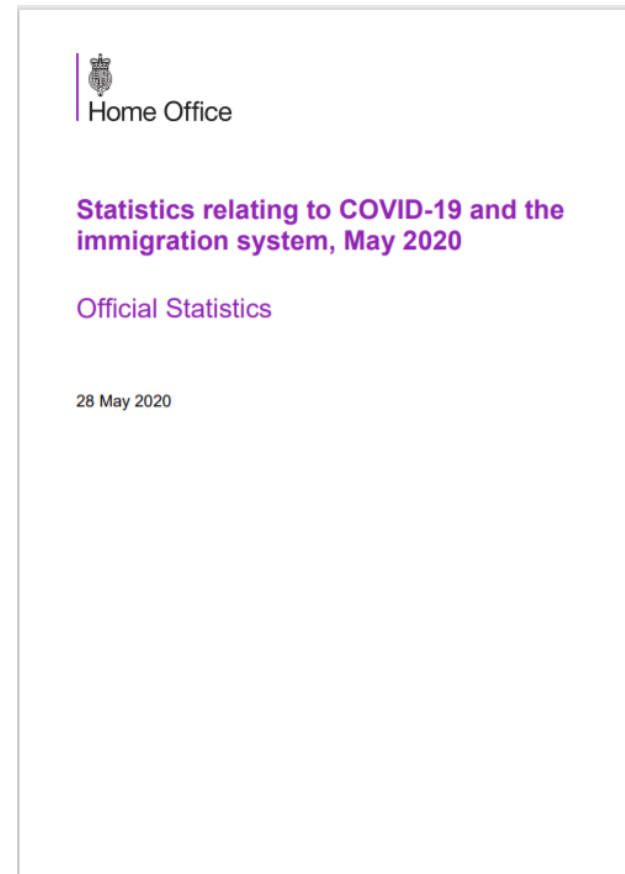 Home Office
Statistics relating to COVID-19 and the
immigration system, May 2020
Official Statistics
28 May 2020